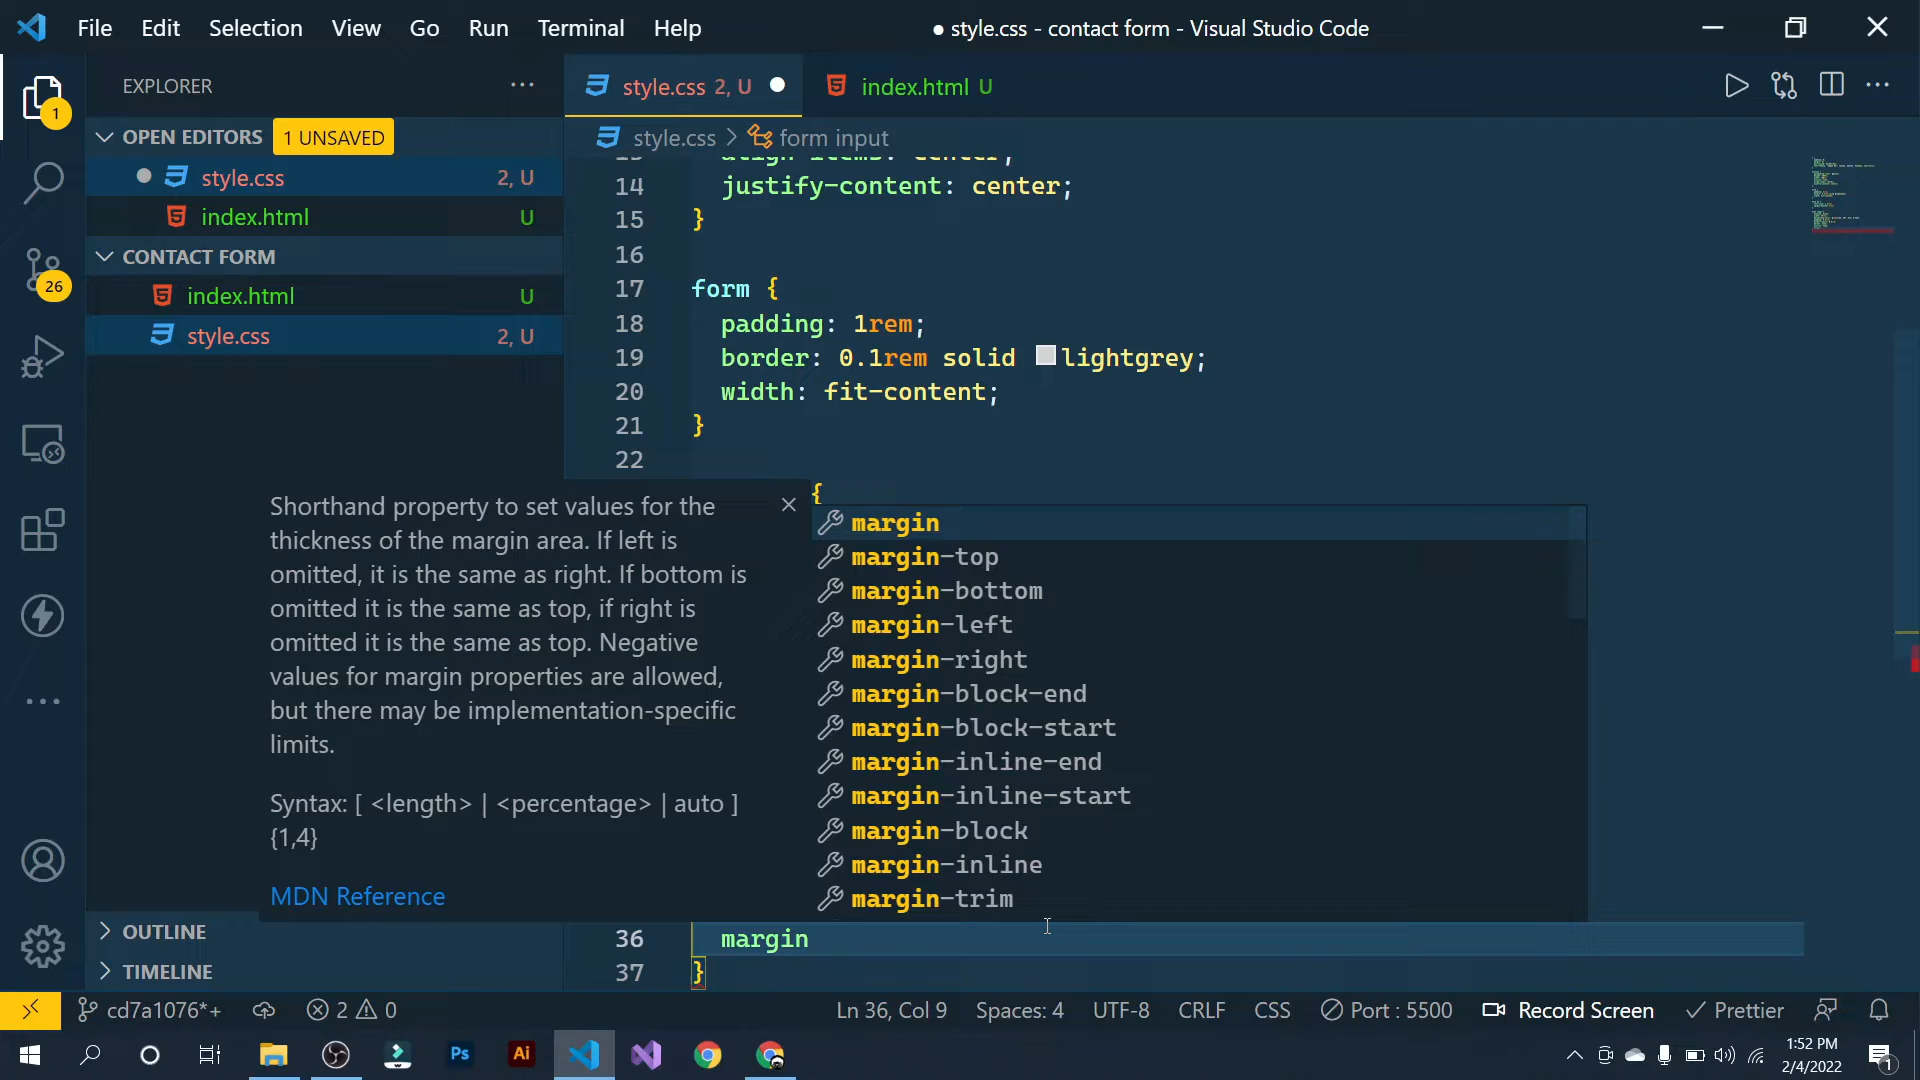 File Edit Selection View Go Run Terminal Help
● style.css - contact form - Visual Studio Code
EXPLORER
OPEN EDITORS 1 UNSAVED
style.css 2, U
index.html U
CONTACT FORM
index.html U
style.css 2, U
OUTLINE
TIMELINE
style.css 2, U
index.html U
style.css > form input
14 justify-content: center;
15 }
16
17 form {
18 padding: 1rem;
19 border: 0.1rem solid lightgrey;
20 width: fit-content;
21 }
22
{
Shorthand property to set values for the
thickness of the margin area. If left is
omitted, it is the same as right. If bottom is
omitted it is the same as top, if right is
omitted it is the same as top. Negative
values for margin properties are allowed,
but there may be implementation-specific
limits.
Syntax: [ <length> | <percentage> | auto ]
{1,4}
MDN Reference
margin
margin-top
margin-bottom
margin-left
margin-right
margin-block-end
margin-block-start
margin-inline-end
margin-inline-start
margin-block
margin-inline
margin-trim
36 margin
37 }
1
26
cd7a1076*+ 2 0
Ln 36, Col 9 Spaces: 4 UTF-8 CRLF CSS Port : 5500 Record Screen Prettier
Ps Ai
1:52 PM
2/4/2022
1